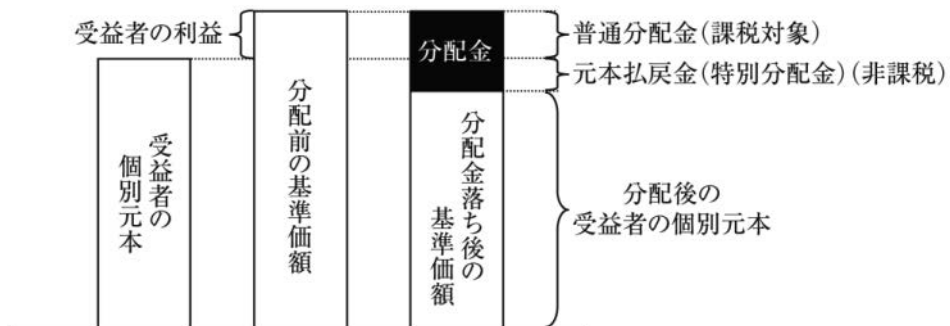 受益者の利益
分配金
普通分配金(課税対象)
元本払戻金(特別分配金)(非課税)
受益者の
個別元本
分配前の基準価額
分配金落ち後の
基準価額
分配後の
受益者の個別元本